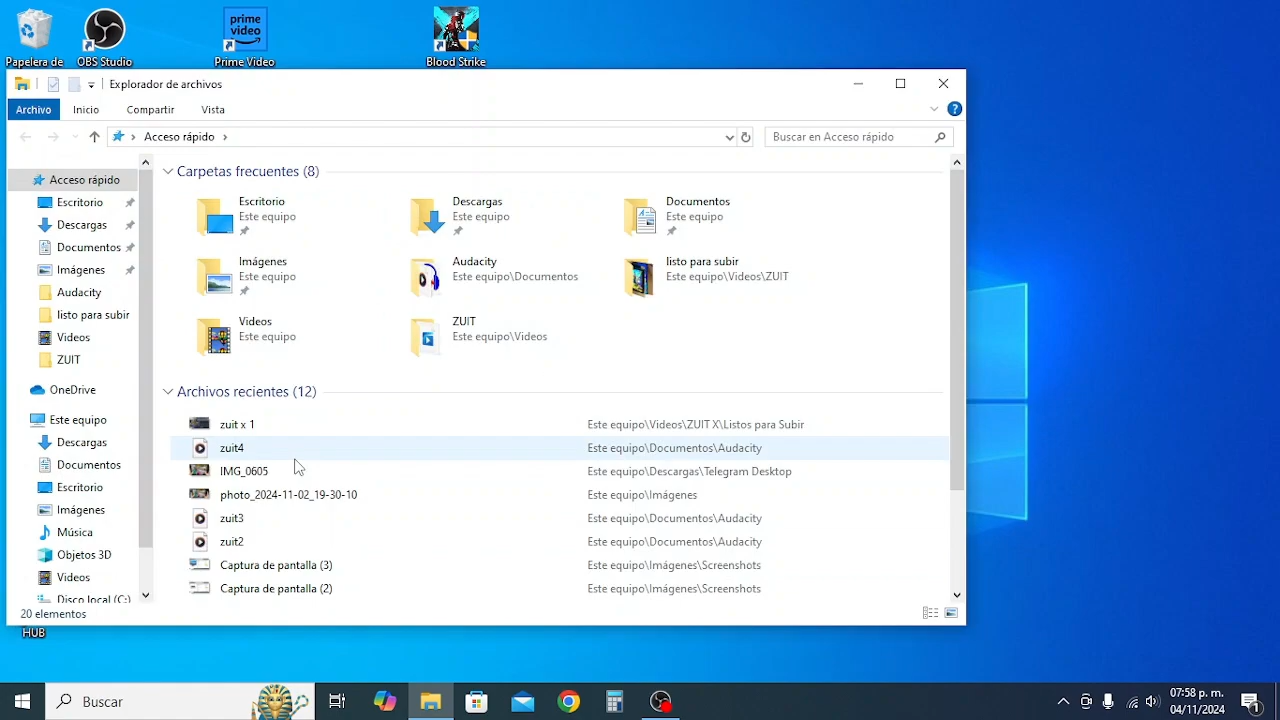 prime
video
Papelera de
OBS Studio
Prime Video
Blood Strike
Explorador de archivos
Archivo
Inicio
Compartir
Vista
Acceso rápido
Buscar en Acceso rápido
Acceso rápido
Escritorio
Descargas
Documentos
Imágenes
Audacity
listo para subir
Videos
ZUIT
OneDrive
Este equipo
Descargas
Documentos
Escritorio
Imágenes
Música
Objetos 3D
Videos
Disco local (C:)
Carpetas frecuentes (8)
Escritorio
Este equipo
Descargas
Este equipo
Documentos
Este equipo
Imágenes
Este equipo
Audacity
Este equipo\Documentos
listo para subir
Este equipo\Videos\ZUIT
Videos
Este equipo
ZUIT
Este equipo\Videos
Archivos recientes (12)
zuit x 1 Este equipo\Videos\ZUIT X\Listos para Subir
zuit4 Este equipo\Documentos\Audacity
IMG_0605 Este equipo\Descargas\Telegram Desktop
photo_2024-11-02_19-30-10 Este equipo\Imágenes
zuit3 Este equipo\Documentos\Audacity
zuit2 Este equipo\Documentos\Audacity
Captura de pantalla (3) Este equipo\Imágenes\Screenshots
Captura de pantalla (2) Este equipo\Imágenes\Screenshots
20 elementos
HUB
Buscar
07:58 p. m.
04/11/2024
1